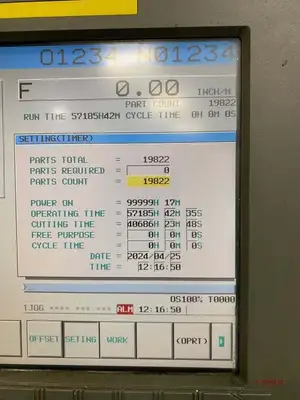 O1234 N01234
F 0.00 INCH/M
PART COUNT 19822
RUN TIME 57185H42M CYCLE TIME 0H 0M 0S
SETTING(TIMER)
PARTS TOTAL = 19822
PARTS REQUIRED = 0
PARTS COUNT = 19822
POWER ON = 99999H 17M
OPERATING TIME = 57185H 42M 35S
CUTTING TIME = 40686H 23M 48S
FREE PURPOSE = 0H 0M 0S
CYCLE TIME = 0H 0M 0S
DATE = 2024/04/25
TIME = 12:16:50
OS100% T0000
TJOG **** *** *** ALM 12:16:50
OFFSET SETING WORK (OPRT)